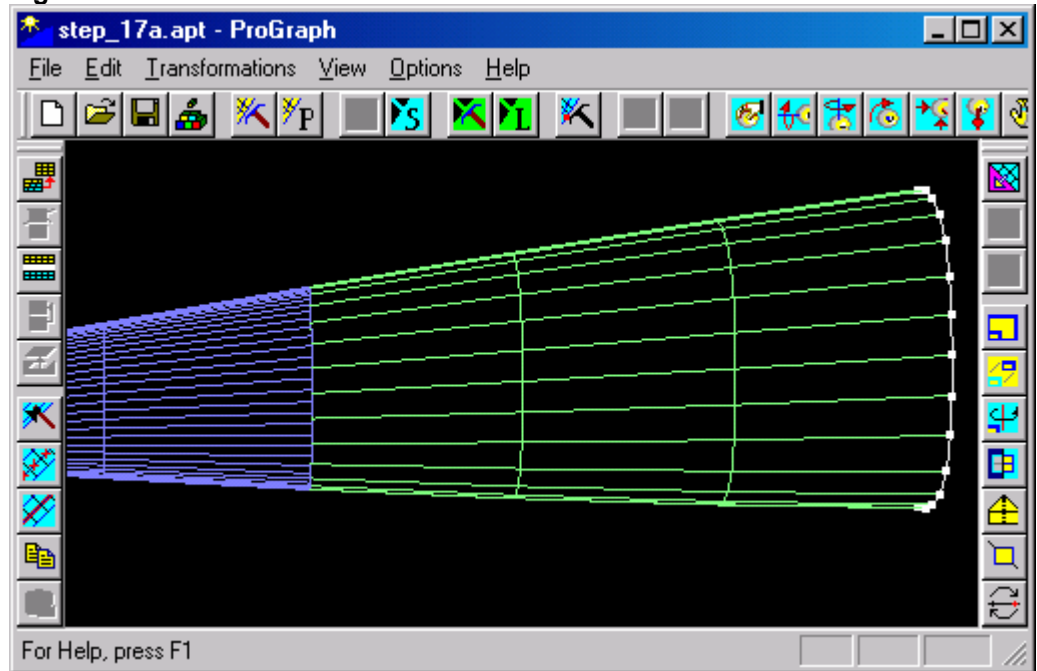 step_17a.apt - ProGraph
File Edit Transformations View Options Help
P S L
For Help, press F1